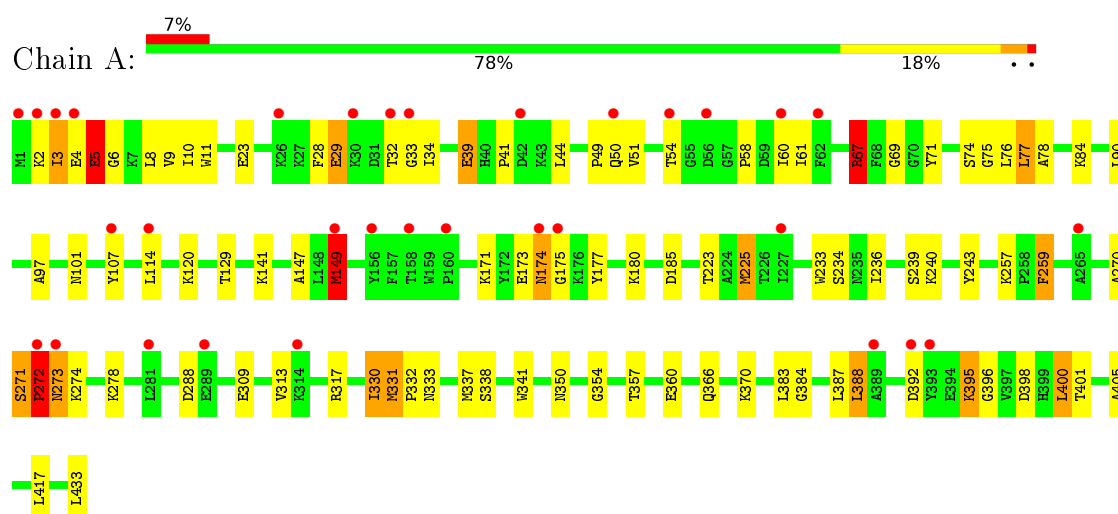 7%
Chain A:
78% 18% . .
M1 K2 I3 E4 E5 G6 K7 L8 V9 I10 W11 E23 K26 K27 F28 E29 K30 D31 T32 G33 I34 E39 H40 P41 D42 K43 L44 P49 Q50 V51 T54 G55 D56 G57 P58 D59 I60 I61 F62 R67 F68 G69 G70 Y71 S74 G75 L76 L77 A78 K84
A97 N101 Y107 L114 K120 T129 K141 A147 L148 M149 Y156 F157 T158 W159 P160 K171 Y172 E173 N174 G175 K176 Y177 K180 D185 T223 A224 M225 T226 I227 W233 S234 N235 I236 S239 K240 Y243 K257 P258 F259 A265 A270
S271 P272 N273 K274 K278 L281 D288 E289 E309 V313 K314 R317 I330 M331 P332 N333 M337 S338 W341 N350 G354 T357 E360 Q366 K370 L383 G384 L387 L388 A389 D392 Y393 E394 K395 G396 V397 D398 H399 L400 T401 A405
L417 L433